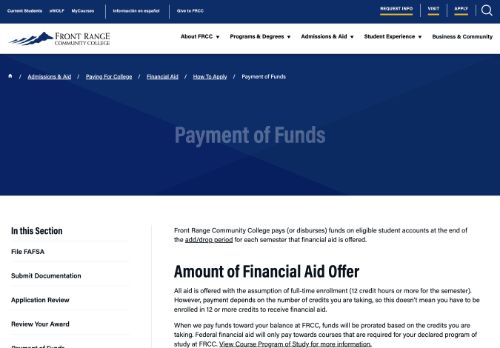 Current Students eWOLF MyCourses Información en español Give to FRCC REQUEST INFO VISIT APPLY
FRONT RANGE
COMMUNITY COLLEGE
About FRCC Programs & Degrees Admissions & Aid Student Experience Business & Community
/ Admissions & Aid / Paying For College / Financial Aid / How To Apply / Payment of Funds
Payment of Funds
In this Section
File FAFSA
Submit Documentation
Application Review
Review Your Award
Payment of Funds
Front Range Community College pays (or disburses) funds on eligible student accounts at the end of
the add/drop period for each semester that financial aid is offered.
Amount of Financial Aid Offer
All aid is offered with the assumption of full-time enrollment (12 credit hours or more for the semester).
However, payment depends on the number of credits you are taking, so this doesn't mean you have to be
enrolled in 12 or more credits to receive financial aid.
When we pay funds toward your balance at FRCC, funds will be prorated based on the credits you are
taking. Federal financial aid will only pay towards courses that are required for your declared program of
study at FRCC. View Course Program of Study for more information.